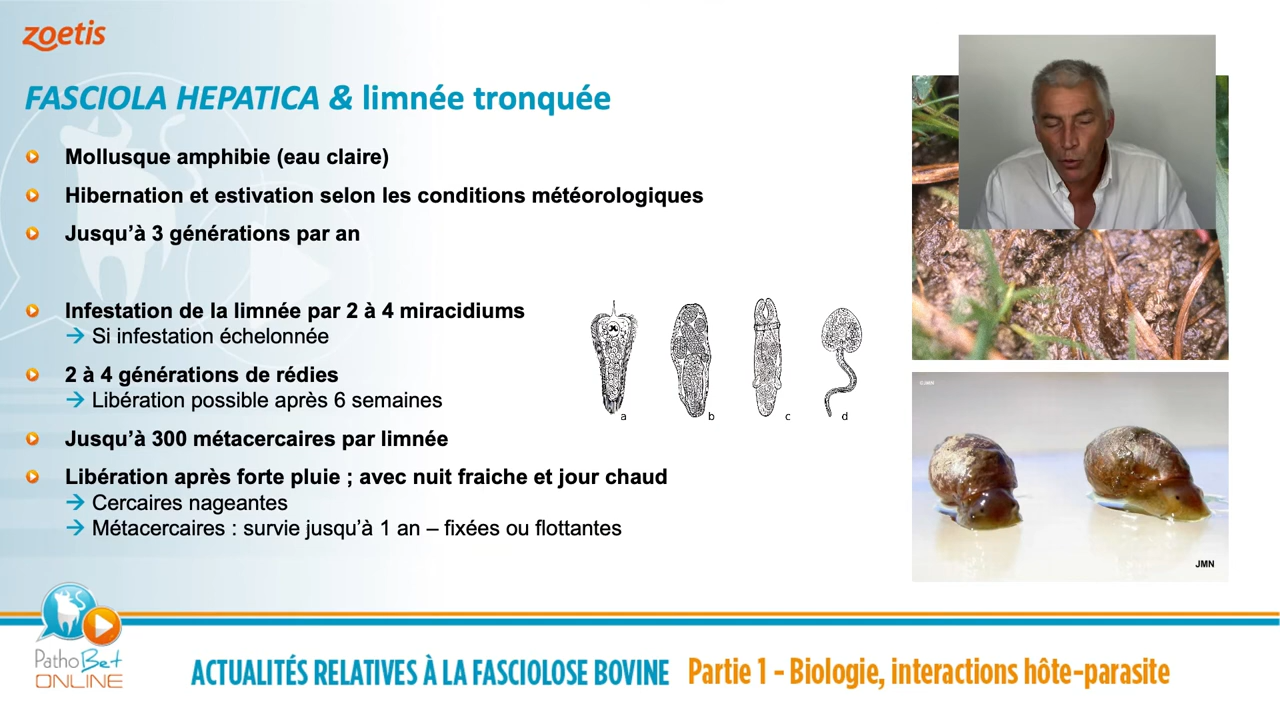 zoetis
FASCIOLA HEPATICA & limnée tronquée
Mollusque amphibie (eau claire)
Hibernation et estivation selon les conditions météorologiques
Jusqu'à 3 générations par an
Infestation de la limnée par 2 à 4 miracidiums
→ Si infestation échelonnée
2 à 4 générations de rédies
→ Libération possible après 6 semaines
Jusqu'à 300 métacercaires par limnée
Libération après forte pluie ; avec nuit fraiche et jour chaud
→ Cercaires nageantes
→ Métacercaires : survie jusqu'à 1 an – fixées ou flottantes
a b c d
©JMN
JMN
Patho Bet
ONLINE
ACTUALITÉS RELATIVES À LA FASCIOLOSE BOVINE Partie 1 - Biologie, interactions hôte-parasite